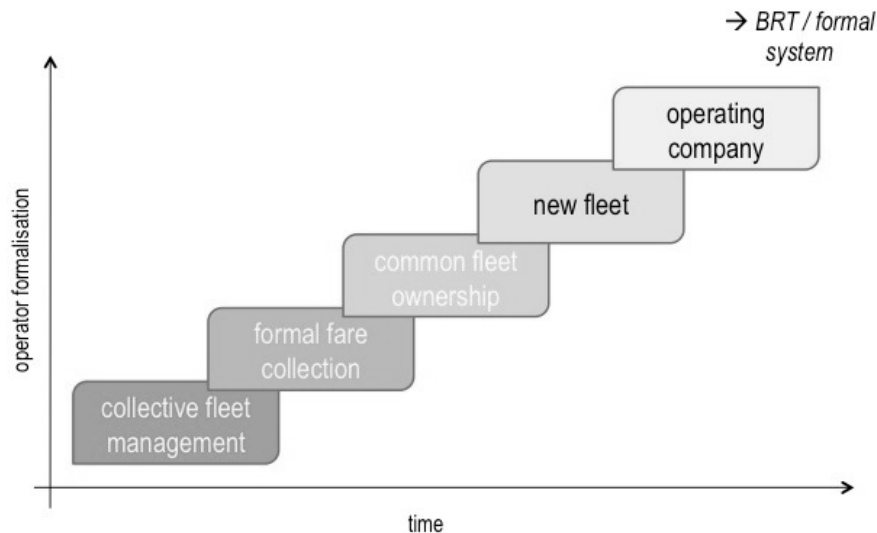 → BRT / formal
system
operating
company
new fleet
common fleet
ownership
formal fare
collection
collective fleet
management
operator formalisation
time